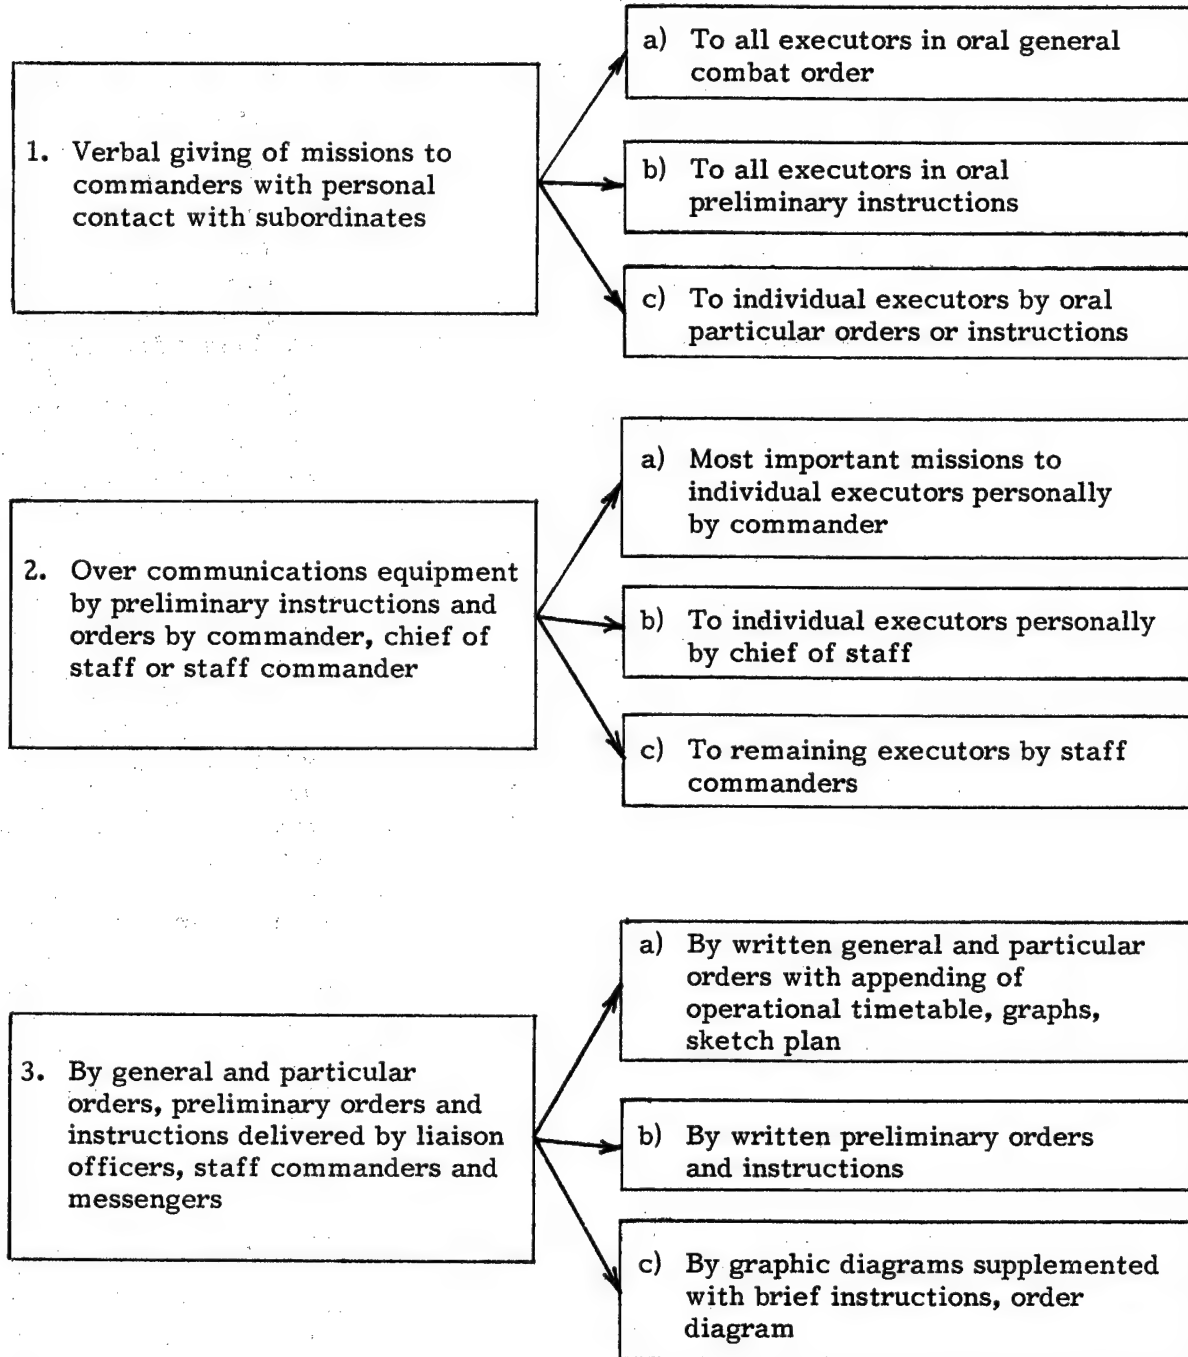 1. Verbal giving of missions to
commanders with personal
contact with subordinates
a) To all executors in oral general
combat order
b) To all executors in oral
preliminary instructions
c) To individual executors by oral
particular orders or instructions
2. Over communications equipment
by preliminary instructions and
orders by commander, chief of
staff or staff commander
a) Most important missions to
individual executors personally
by commander
b) To individual executors personally
by chief of staff
c) To remaining executors by staff
commanders
3. By general and particular
orders, preliminary orders and
instructions delivered by liaison
officers, staff commanders and
messengers
a) By written general and particular
orders with appending of
operational timetable, graphs,
sketch plan
b) By written preliminary orders
and instructions
c) By graphic diagrams supplemented
with brief instructions, order
diagram